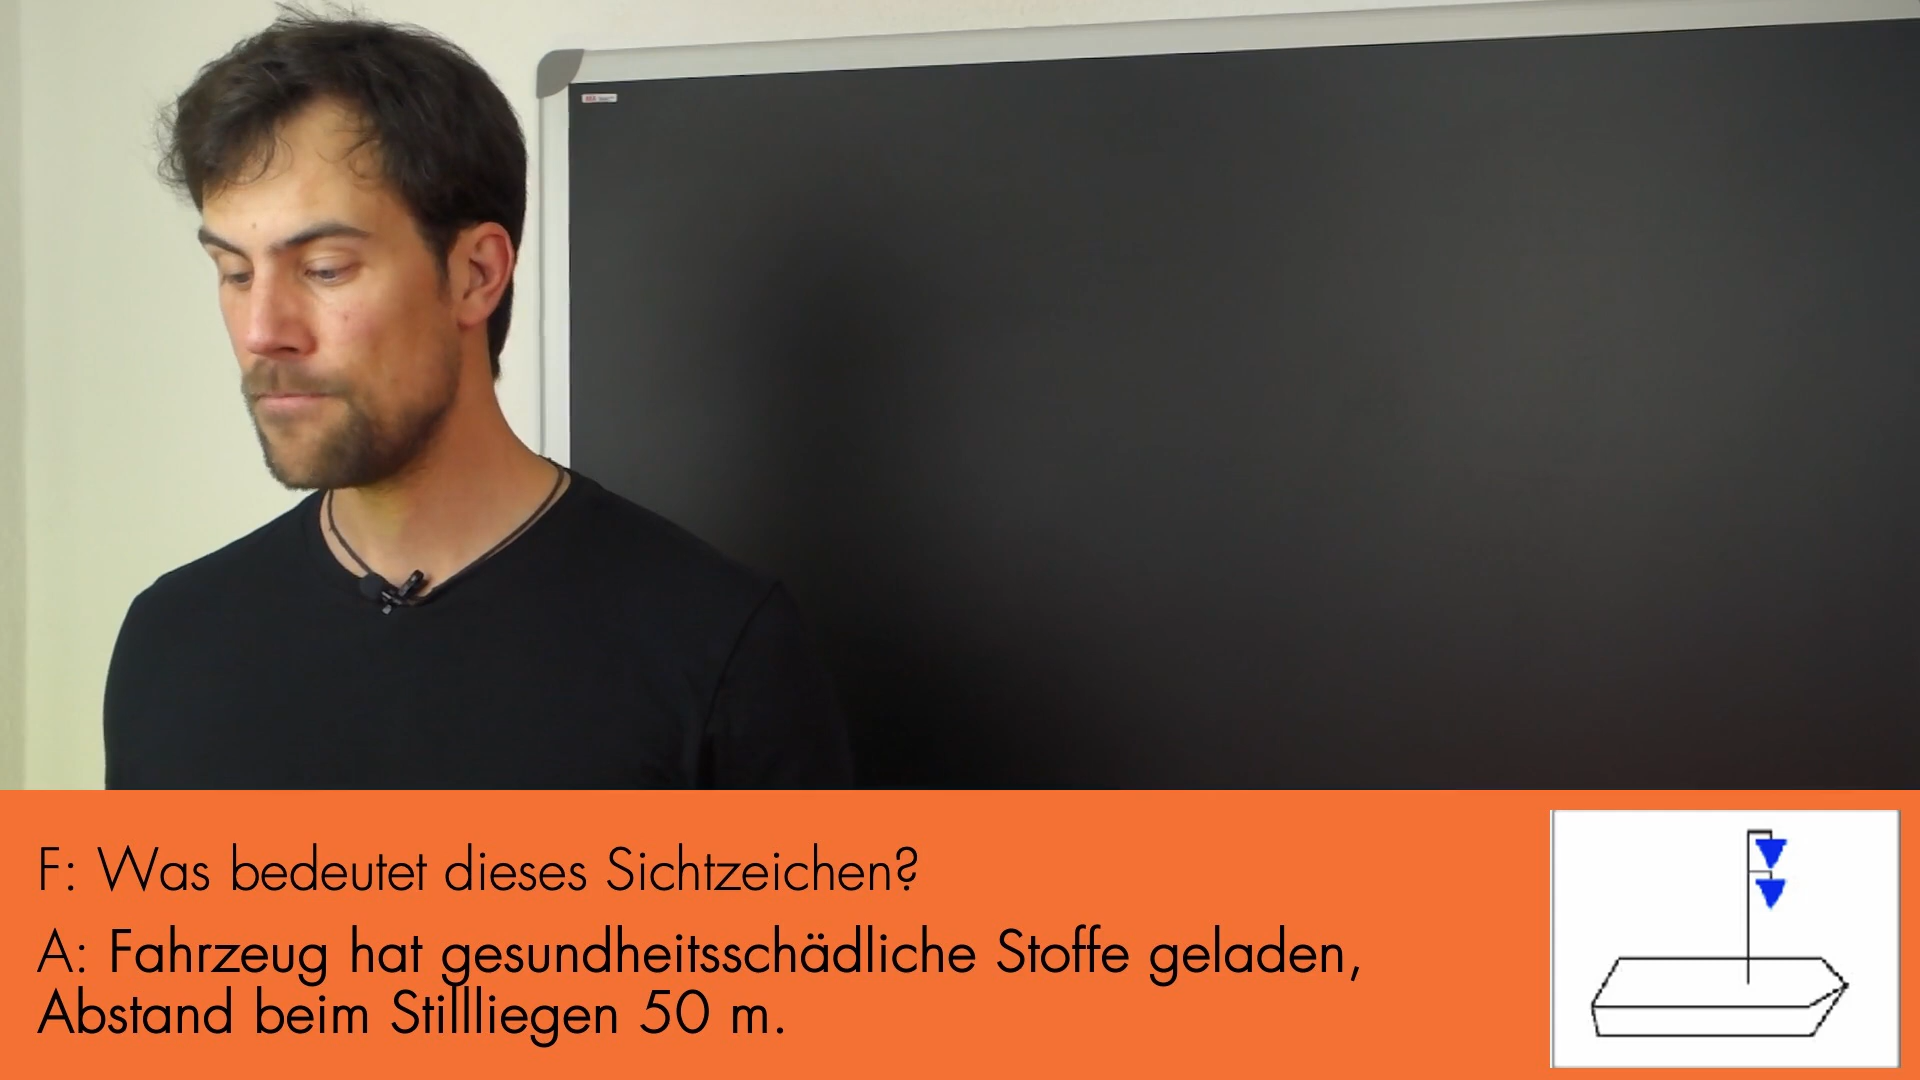 F: Was bedeutet dieses Sichtzeichen?
A: Fahrzeug hat gesundheitsschädliche Stoffe geladen,
Abstand beim Stillliegen 50 m.